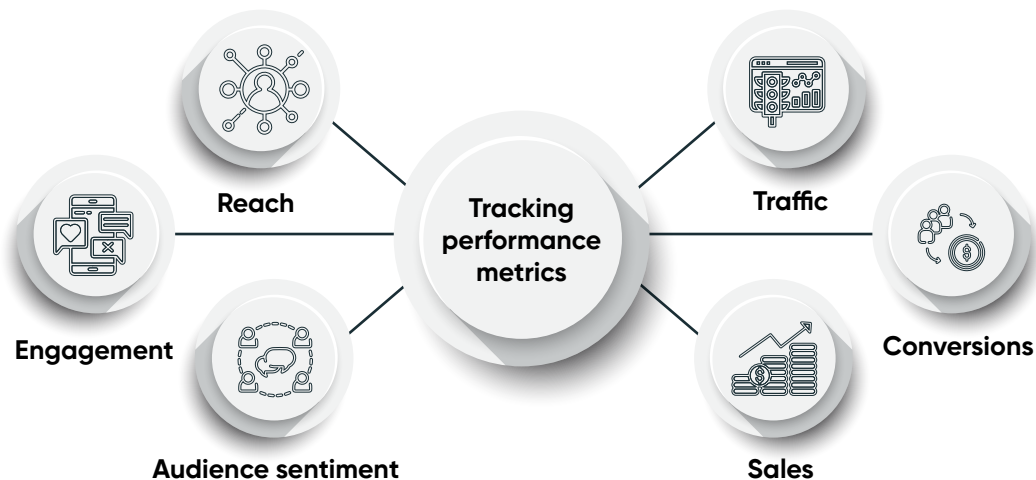 Reach
Traffic
Tracking
performance
metrics
Engagement
Conversions
Audience sentiment
Sales